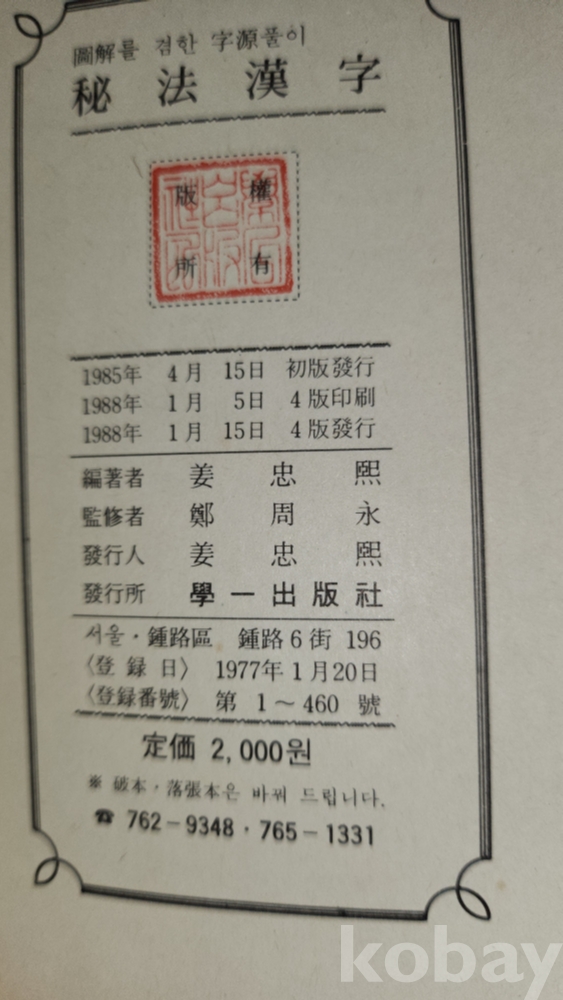 圖解를 겸한 字源풀이
秘法漢字
版權
所有
1985年 4月 15日 初版發行
1988年 1月 5日 4版印刷
1988年 1月 15日 4版發行
編著者 姜忠熙
監修者 鄭周永
發行人 姜忠熙
發行所 學一出版社
서울·鍾路區 鍾路6街 196
〈登錄日〉 1977年 1月 20日
〈登錄番號〉 第 1～460 號
定価 2,000원
※ 破本·落張本은 바꿔 드립니다.
☎ 762-9348·765-1331
kobay